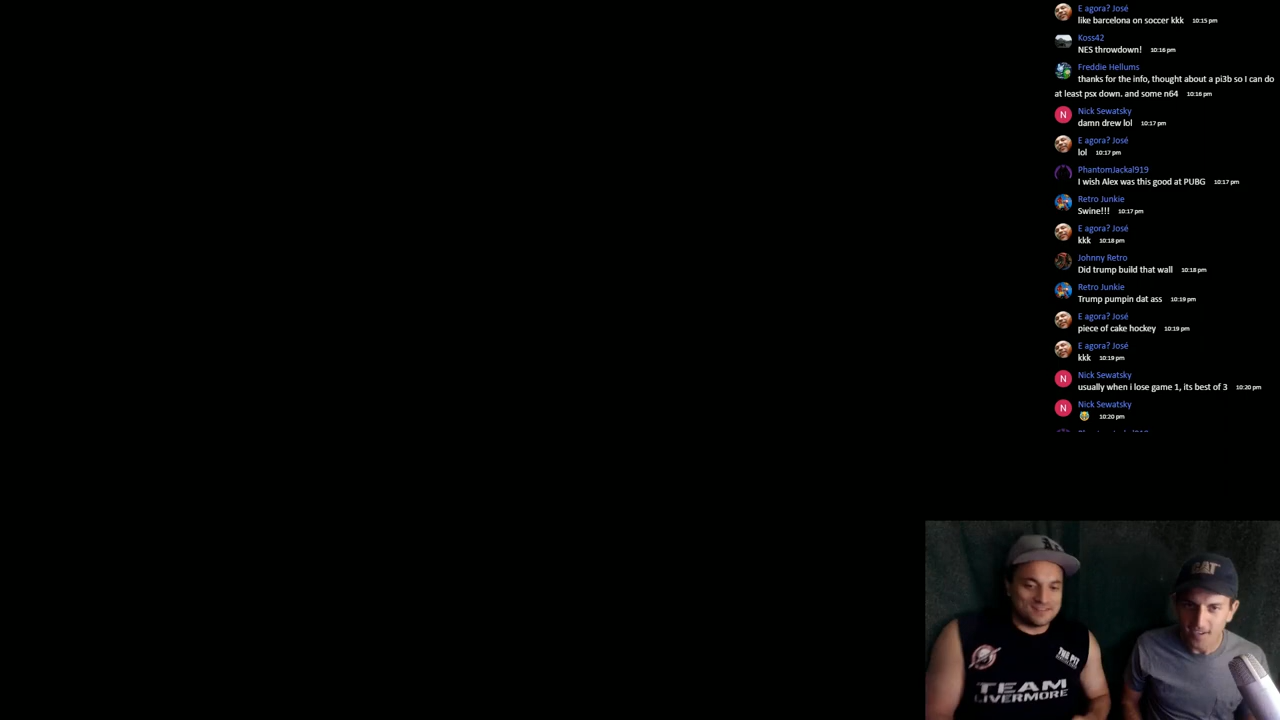 E agora? José
like barcelona on soccer kkk 10:15 pm
Koss42
NES throwdown! 10:16 pm
Freddie Hellums
thanks for the info, thought about a pi3b so I can do
at least psx down. and some n64 10:16 pm
N Nick Sewatsky
damn drew lol 10:17 pm
E agora? José
lol 10:17 pm
PhantomJackal919
I wish Alex was this good at PUBG 10:17 pm
Retro Junkie
Swine!!! 10:17 pm
E agora? José
kkk 10:18 pm
Johnny Retro
Did trump build that wall 10:18 pm
Retro Junkie
Trump pumpin dat ass 10:19 pm
E agora? José
piece of cake hockey 10:19 pm
E agora? José
kkk 10:19 pm
N Nick Sewatsky
usually when i lose game 1, its best of 3 10:20 pm
N Nick Sewatsky
10:20 pm
CAT
THE PIT
TEAM
LIVERMORE